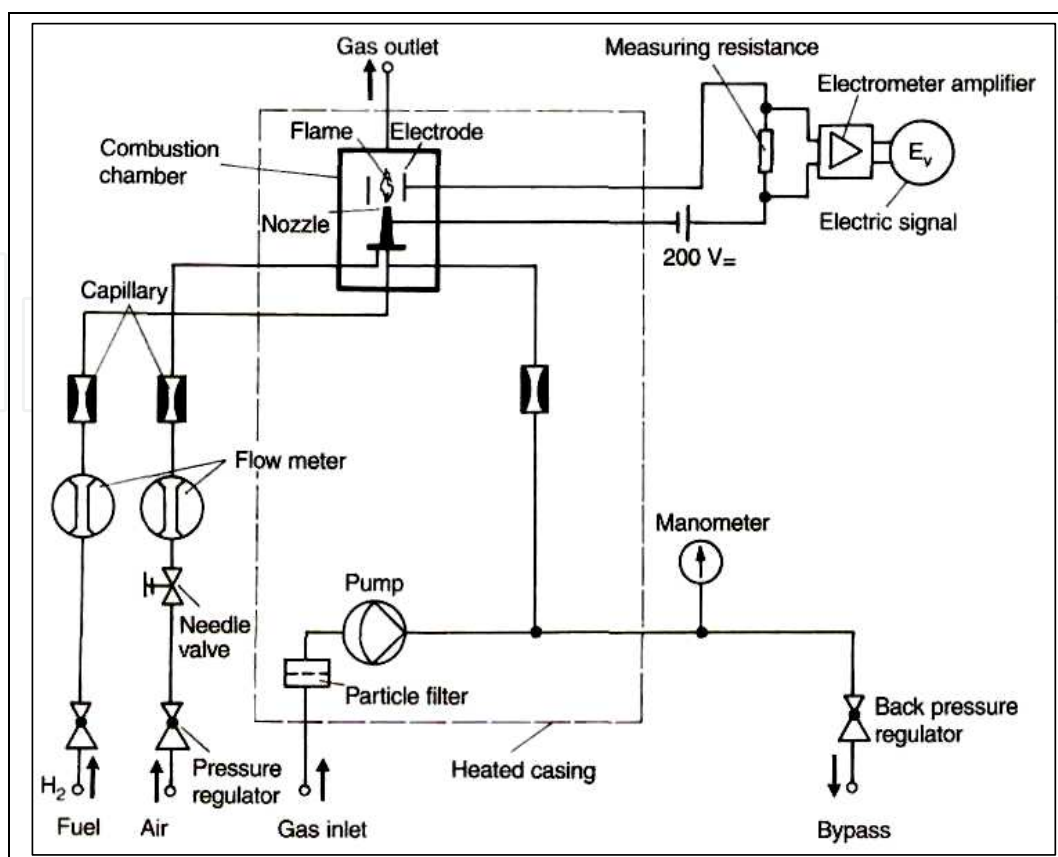 Gas outlet
Measuring resistance
Electrometer amplifier
Flame
Electrode
Combustion
chamber
E_v
Nozzle
Electric signal
200 V=
Capillary
Flow meter
Manometer
Pump
Needle
valve
Particle filter
Back pressure
regulator
Pressure
regulator
Heated casing
H₂
Fuel
Air
Gas inlet
Bypass